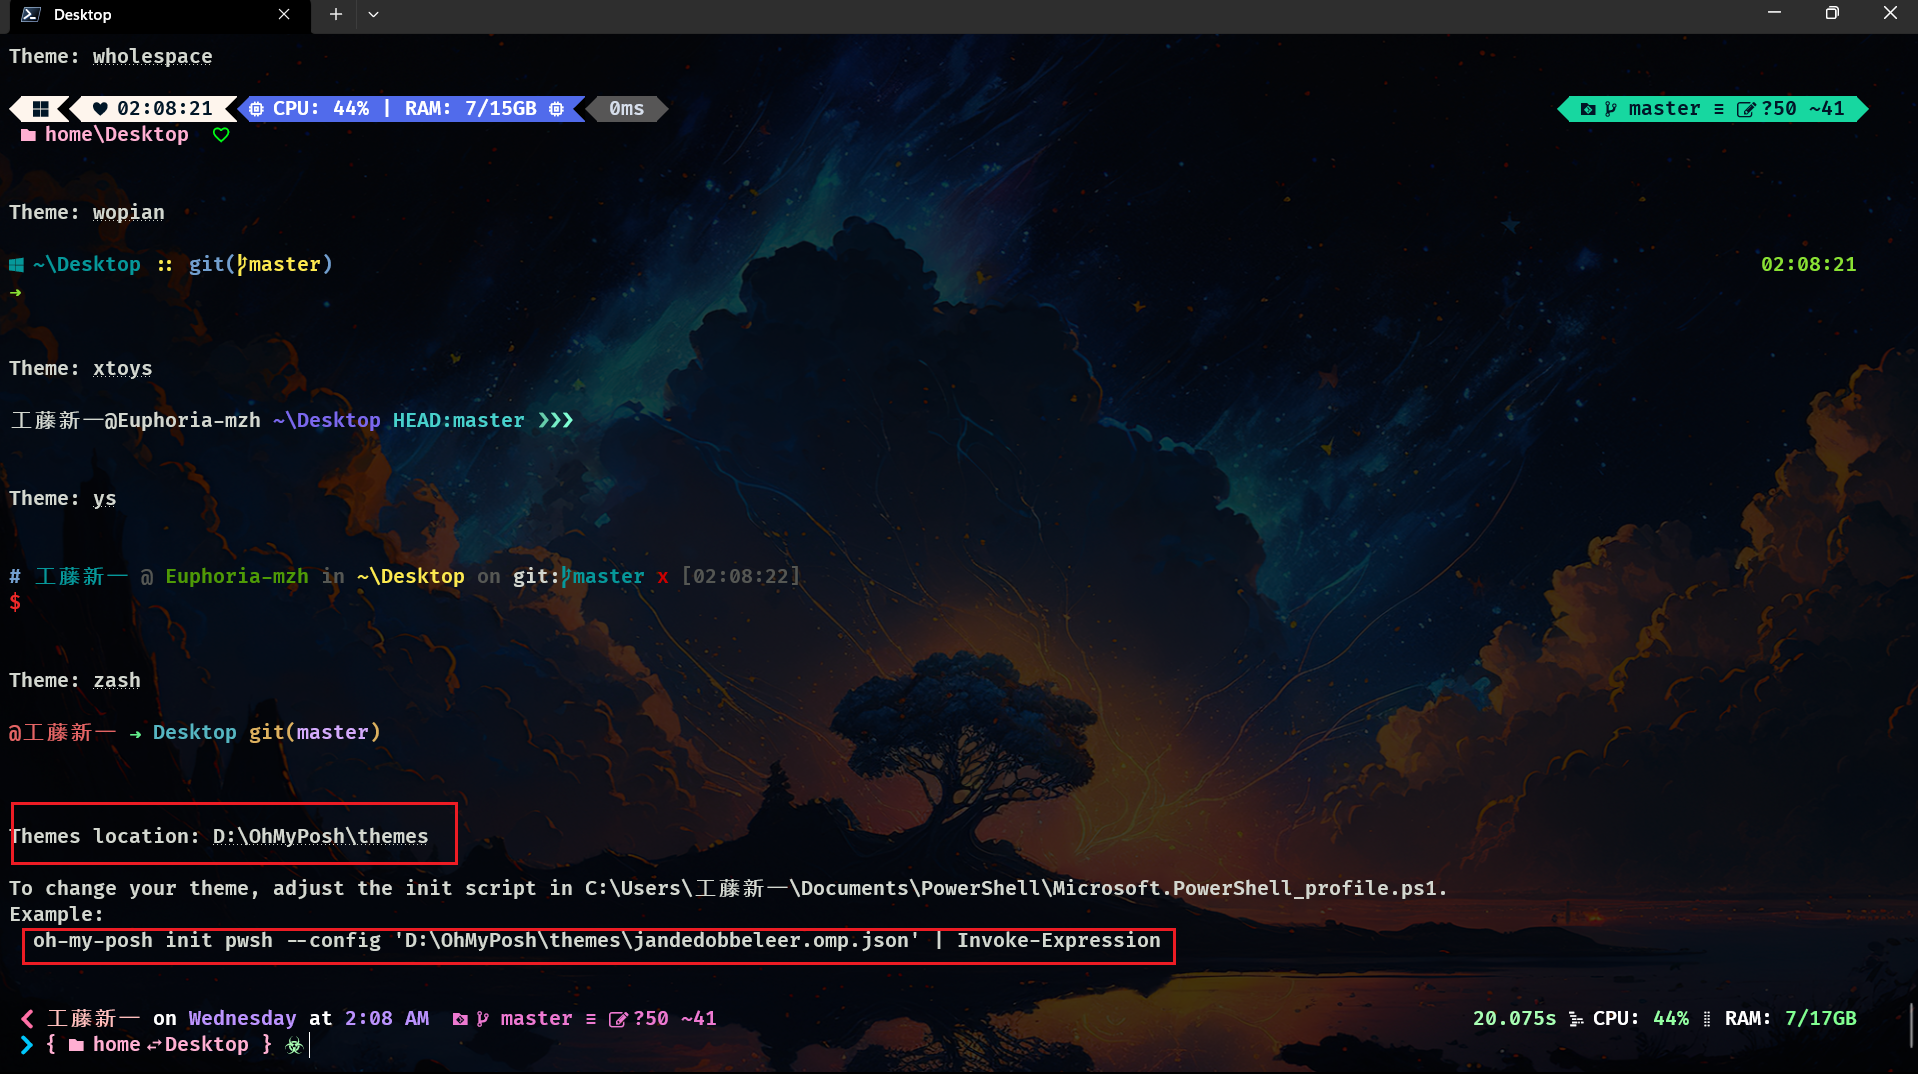 Desktop
Theme: wholespace
02:08:21 CPU: 44% | RAM: 7/15GB 0ms master ≡ ?50 ~41
home\Desktop
Theme: wopian
~\Desktop :: git(master) 02:08:21
➜
Theme: xtoys
工藤新一@Euphoria-mzh ~\Desktop HEAD:master ❯❯❯
Theme: ys
# 工藤新一 @ Euphoria-mzh in ~\Desktop on git:master x [02:08:22]
$
Theme: zash
@工藤新一 ➜ Desktop git(master)
Themes location: D:\OhMyPosh\themes
To change your theme, adjust the init script in C:\Users\工藤新一\Documents\PowerShell\Microsoft.PowerShell_profile.ps1.
Example:
oh-my-posh init pwsh --config 'D:\OhMyPosh\themes\jandedobbeleer.omp.json' | Invoke-Expression
工藤新一 on Wednesday at 2:08 AM master ≡ ?50 ~41 20.075s CPU: 44% RAM: 7/17GB
{ home Desktop }